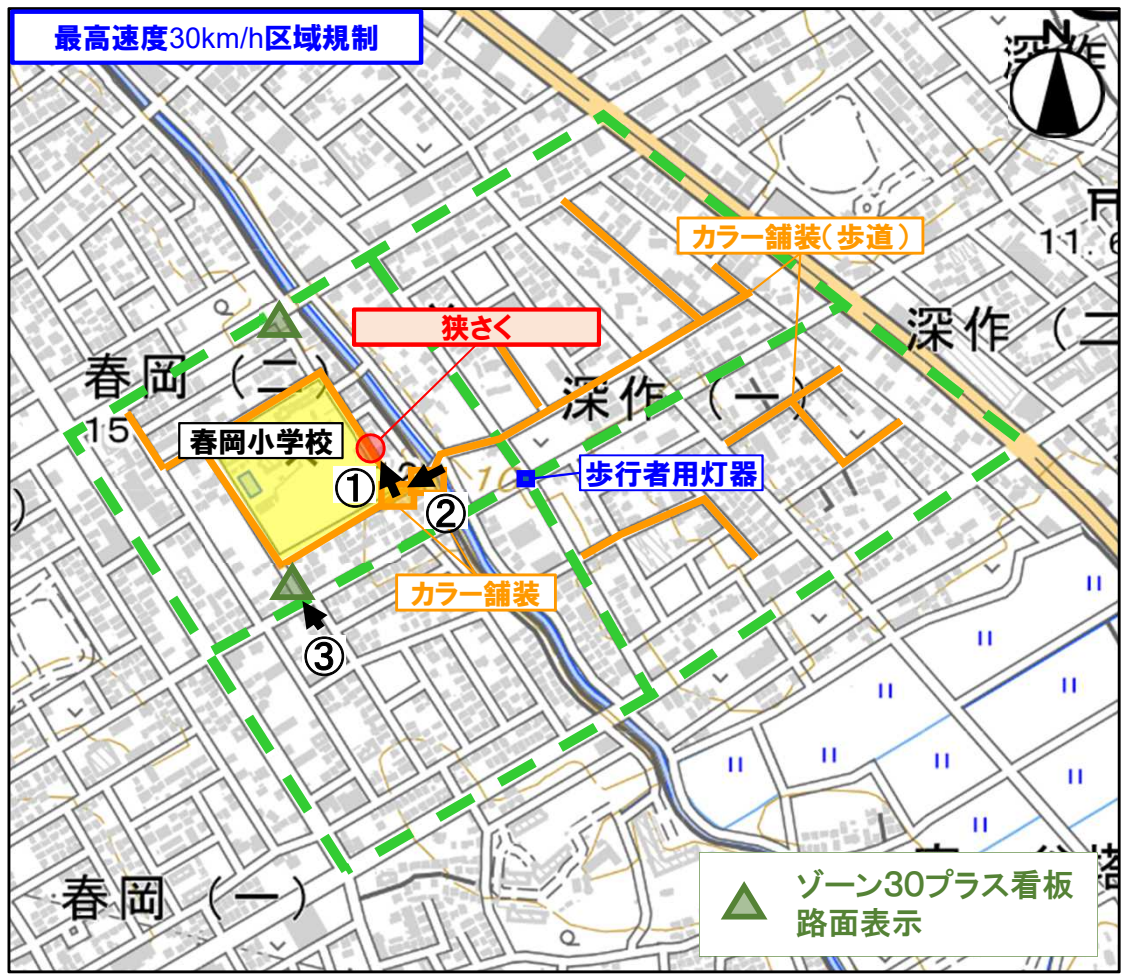 最高速度30km/h区域規制
N
カラー舗装(歩道)
11.6
深作(二
狭さく
春岡(二)
深作(一)
15
春岡小学校
歩行者用灯器
10
①
②
カラー舗装
③
春岡(一)
ゾーン30プラス看板
路面表示